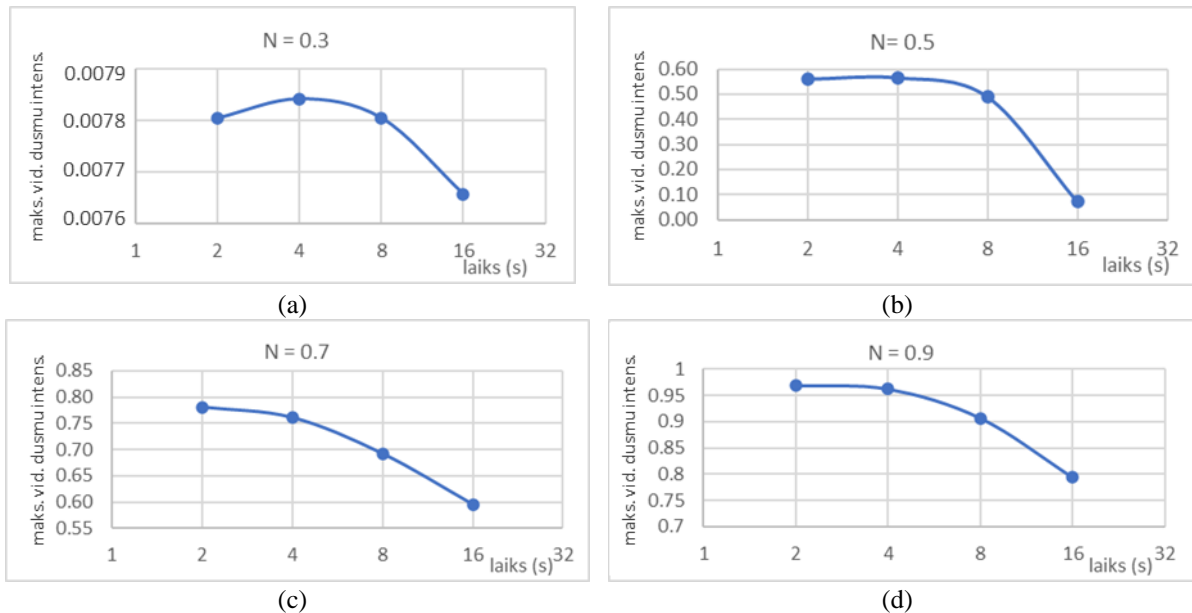 N = 0.3
maks. vid. dusmu intens.
0.0079
0.0078
0.0077
0.0076
1 2 4 8 16 32
laiks (s)
(a)
N= 0.5
maks. vid. dusmu intens.
0.60
0.50
0.40
0.30
0.20
0.10
0.00
1 2 4 8 16 32
laiks (s)
(b)
N = 0.7
maks. vid. dusmu intens.
0.85
0.80
0.75
0.70
0.65
0.60
0.55
1 2 4 8 16 32
laiks (s)
(c)
N = 0.9
maks. vid. dusmu intens.
1
0.95
0.9
0.85
0.8
0.75
0.7
1 2 4 8 16 32
laiks (s)
(d)